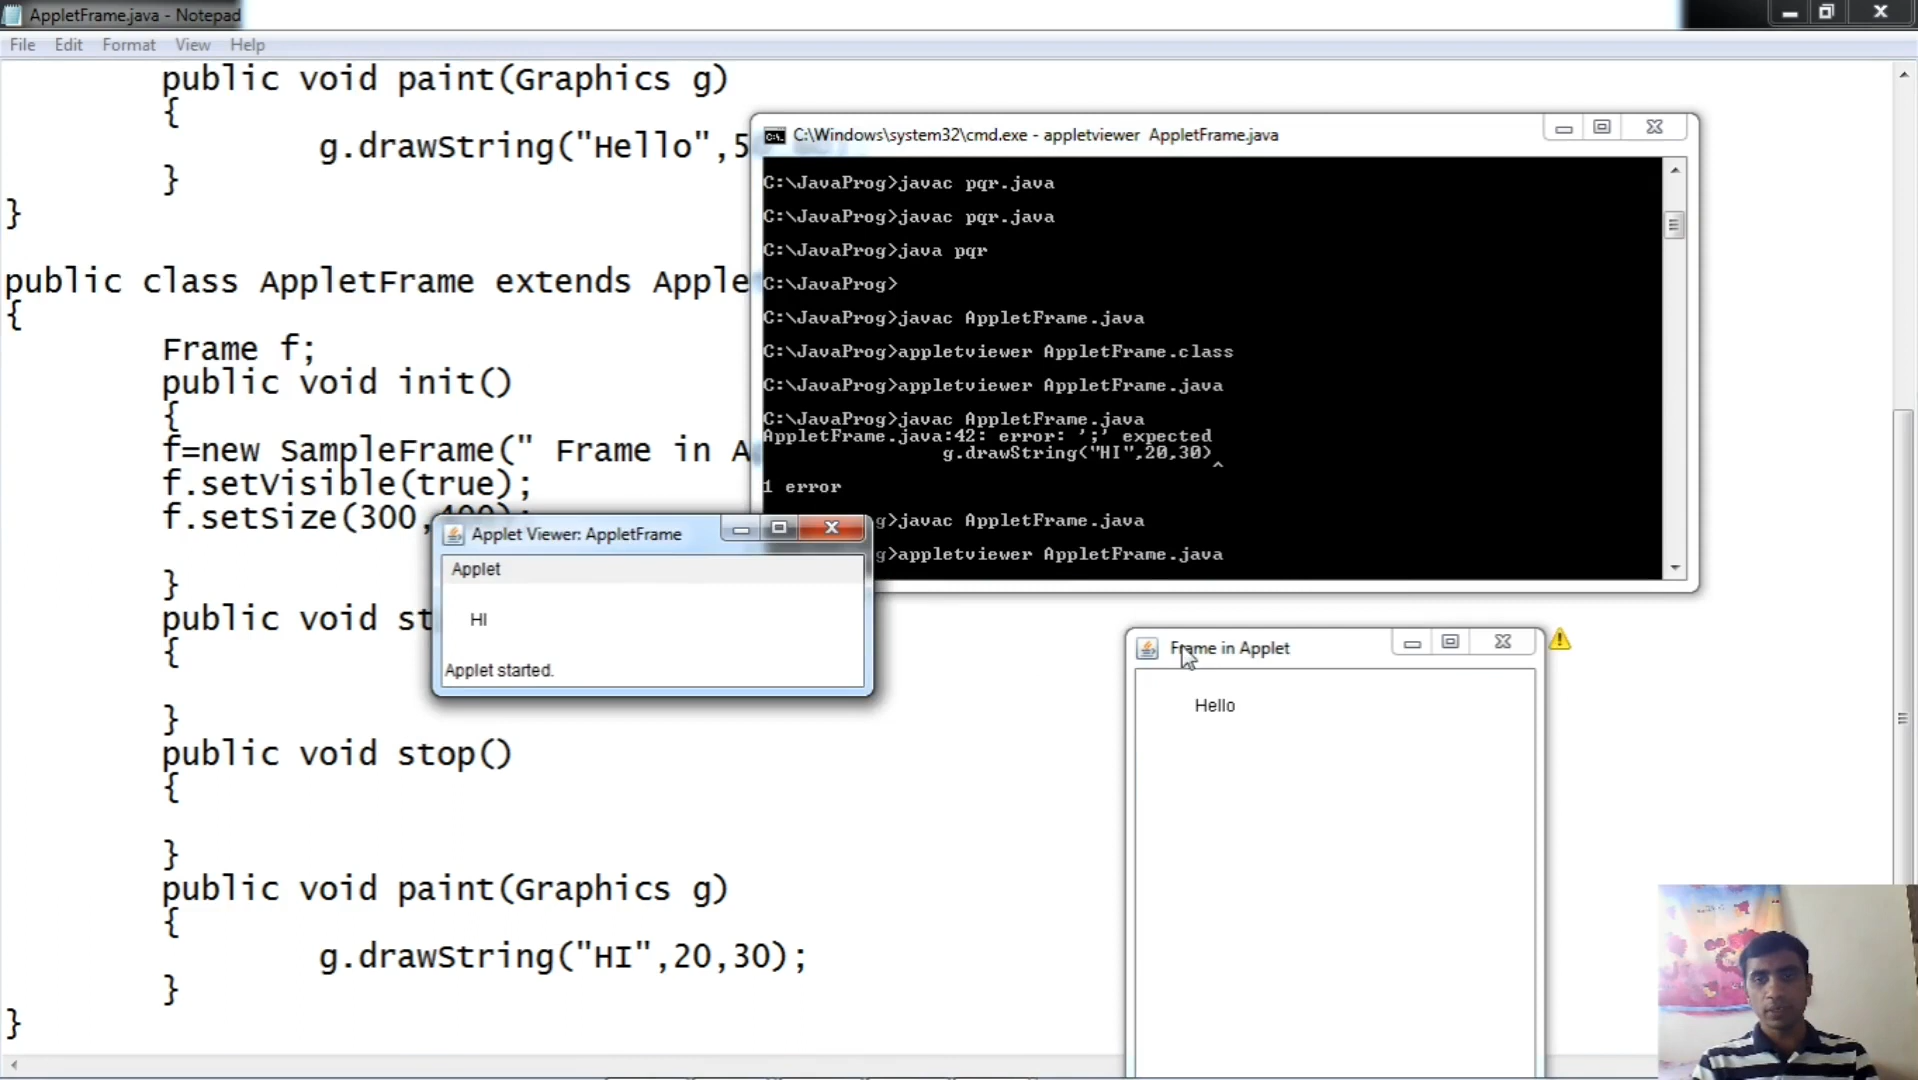 AppletFrame.java - Notepad
File Edit Format View Help
public void paint(Graphics g)
{
g.drawString("Hello",5
}
}
public class AppletFrame extends Apple
{
Frame f;
public void init()
{
f=new SampleFrame(" Frame in A
f.setVisible(true);
f.setSize(300,400);
}
public void st
{
}
public void stop()
{
}
public void paint(Graphics g)
{
g.drawString("HI",20,30);
}
}
C:\Windows\system32\cmd.exe - appletviewer AppletFrame.java
C:\JavaProg>javac pqr.java
C:\JavaProg>javac pqr.java
C:\JavaProg>java pqr
C:\JavaProg>
C:\JavaProg>javac AppletFrame.java
C:\JavaProg>appletviewer AppletFrame.class
C:\JavaProg>appletviewer AppletFrame.java
C:\JavaProg>javac AppletFrame.java
AppletFrame.java:42: error: ';' expected
g.drawString("HI",20,30)
^
1 error
g>javac AppletFrame.java
g>appletviewer AppletFrame.java
Applet Viewer: AppletFrame
Applet
HI
Applet started.
Frame in Applet
Hello